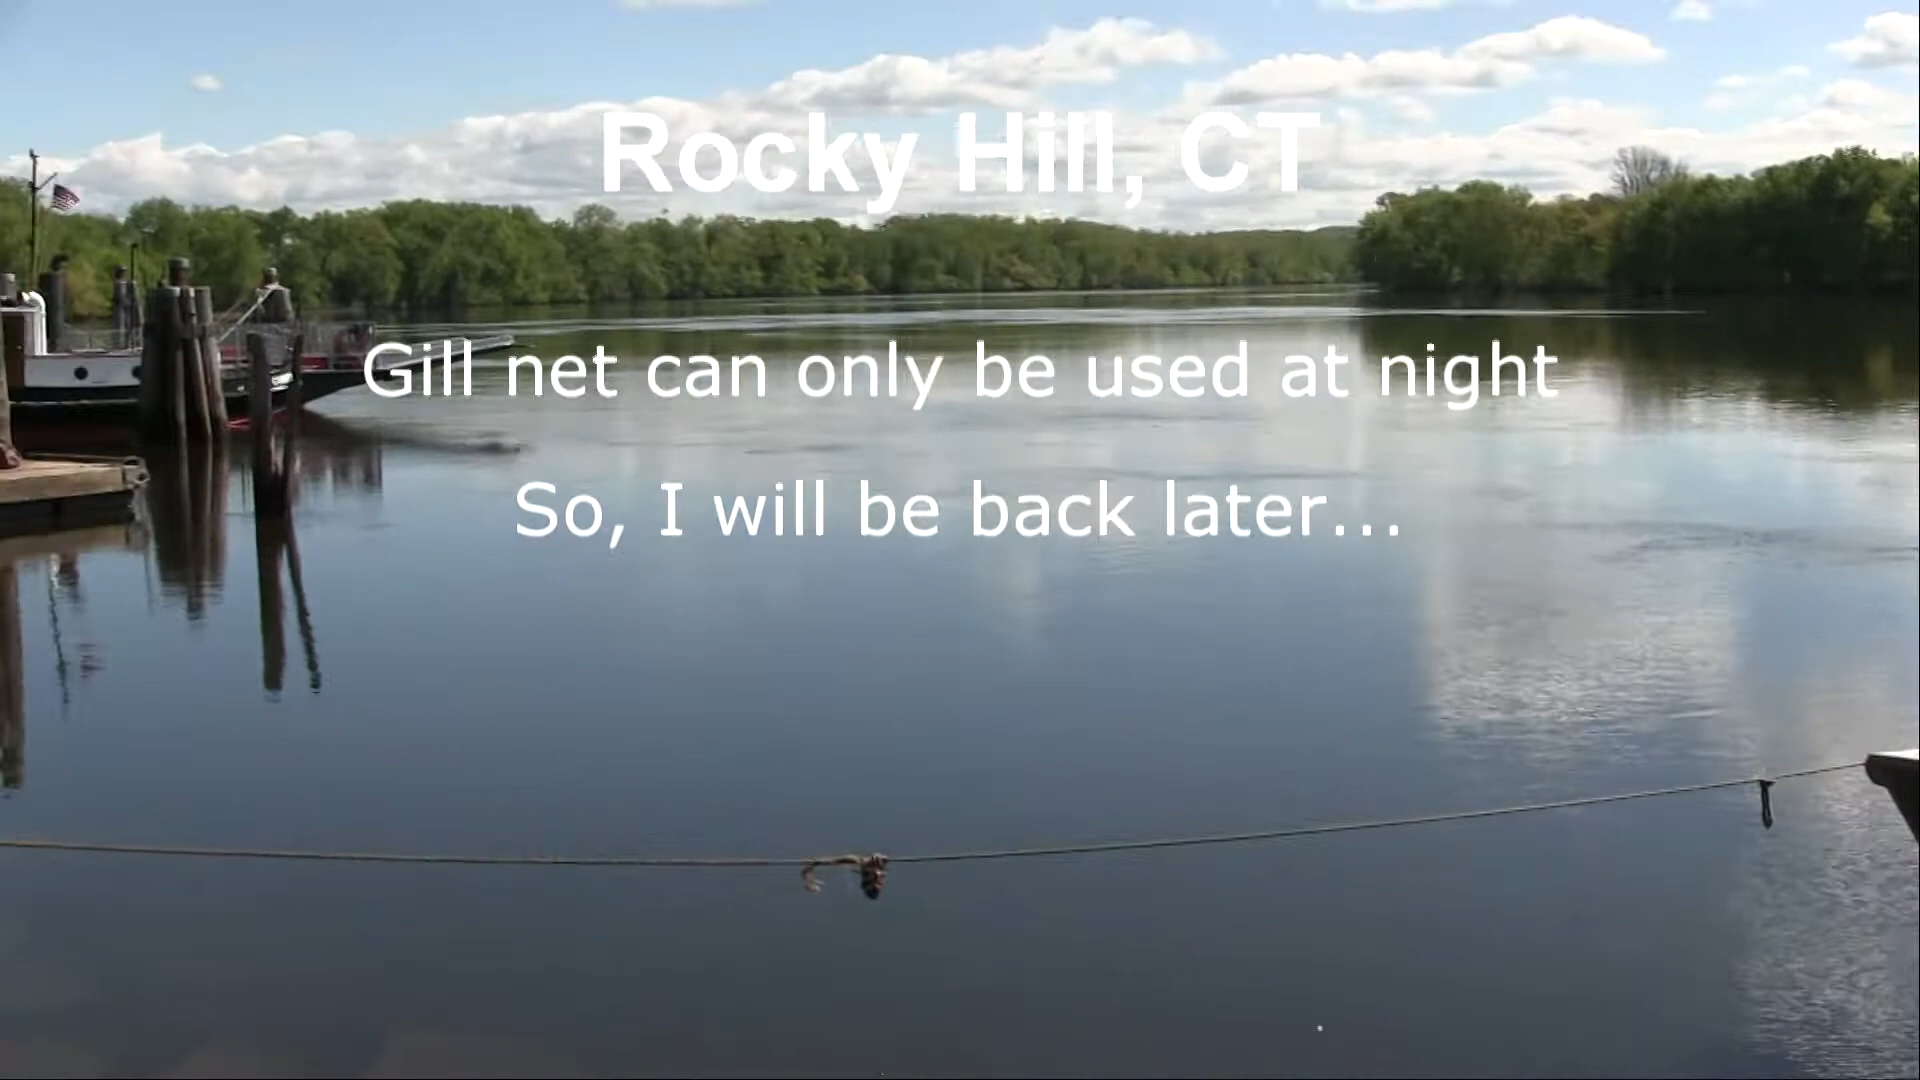 Rocky Hill, CT
Gill net can only be used at night
So, I will be back later...